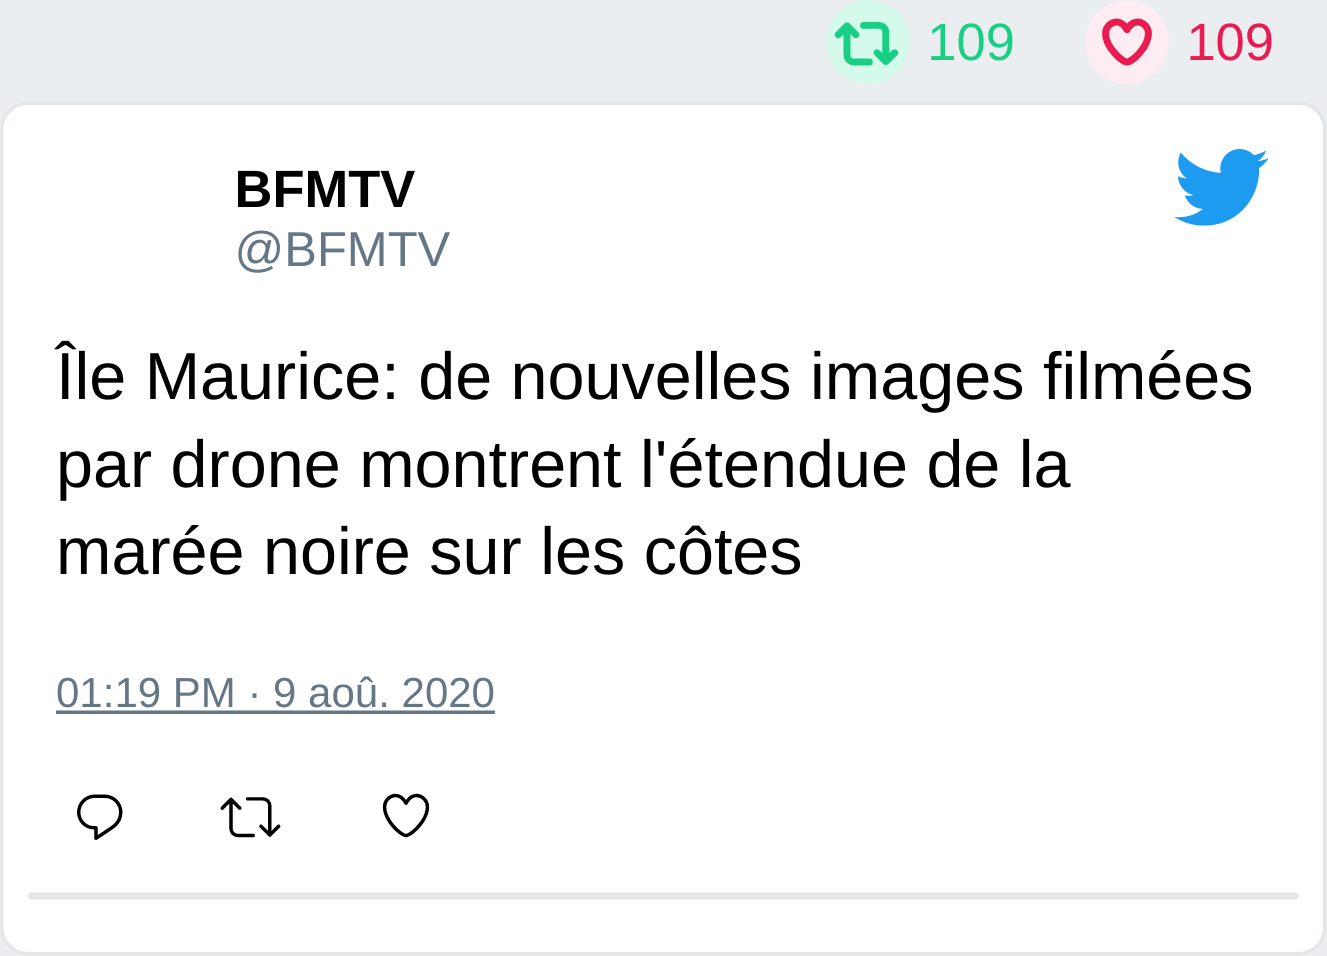 109 109
BFMTV
@BFMTV
Île Maurice: de nouvelles images filmées
par drone montrent l'étendue de la
marée noire sur les côtes
01:19 PM · 9 aoû. 2020